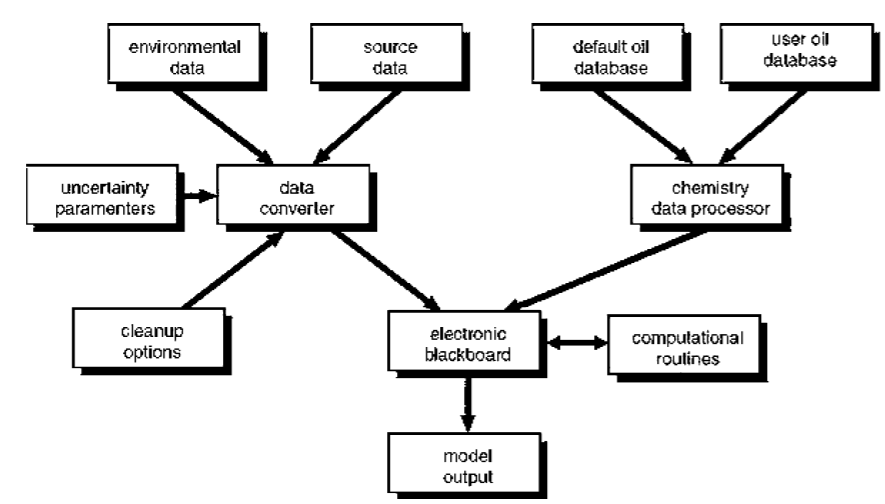 environmental
data
source
data
default oil
database
user oil
database
uncertainty
paramenters
data
converter
chemistry
data processor
cleanup
options
electronic
blackboard
computational
routines
model
output